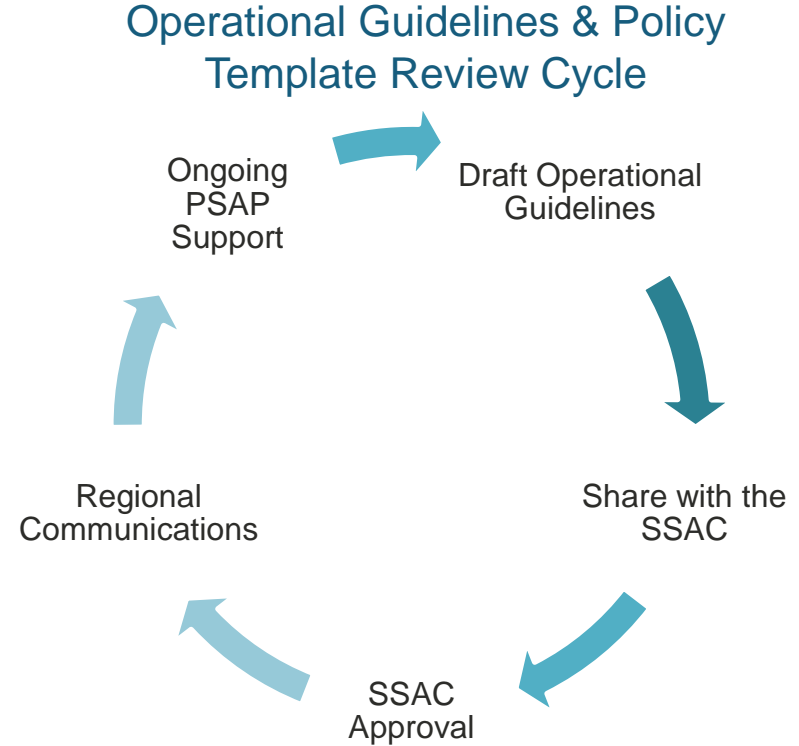 Operational Guidelines & Policy
Template Review Cycle
Ongoing
PSAP
Support
Draft Operational
Guidelines
Share with the
SSAC
SSAC
Approval
Regional
Communications